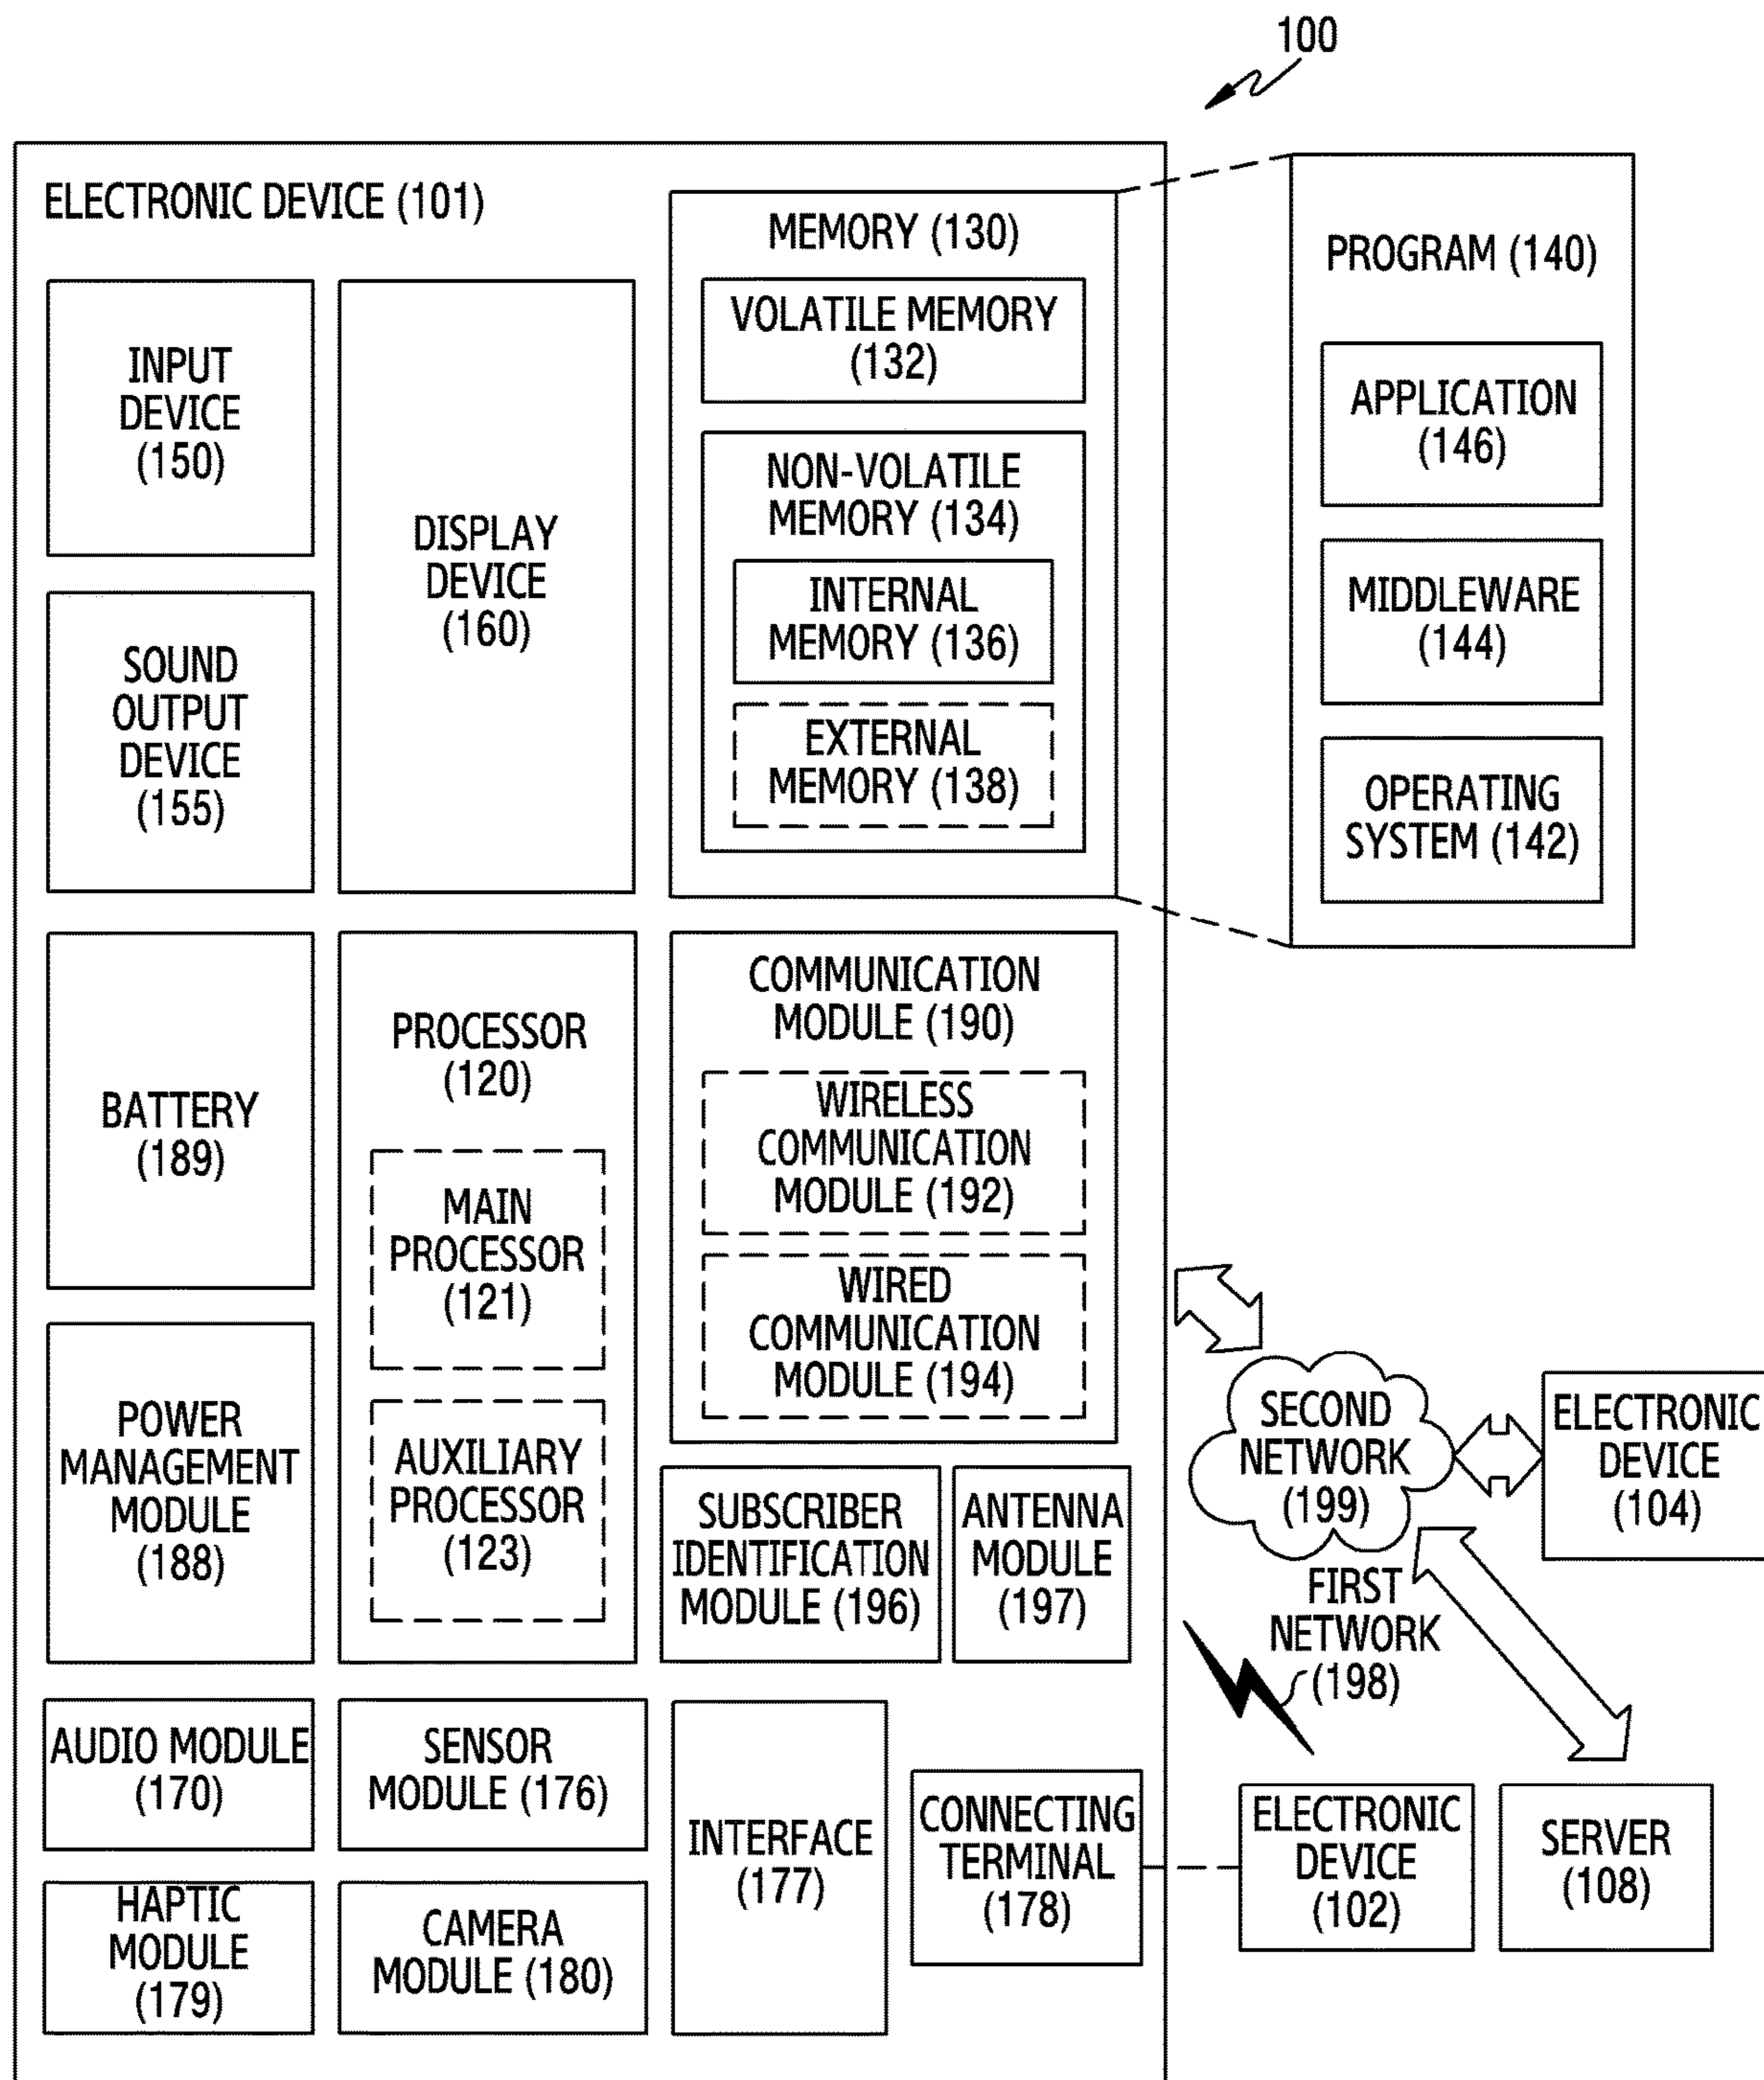 100
ELECTRONIC DEVICE (101)
INPUT
DEVICE
(150)
SOUND
OUTPUT
DEVICE
(155)
DISPLAY
DEVICE
(160)
MEMORY (130)
VOLATILE MEMORY
(132)
NON-VOLATILE
MEMORY (134)
INTERNAL
MEMORY (136)
EXTERNAL
MEMORY (138)
PROGRAM (140)
APPLICATION
(146)
MIDDLEWARE
(144)
OPERATING
SYSTEM (142)
BATTERY
(189)
POWER
MANAGEMENT
MODULE
(188)
PROCESSOR
(120)
MAIN
PROCESSOR
(121)
AUXILIARY
PROCESSOR
(123)
COMMUNICATION
MODULE (190)
WIRELESS
COMMUNICATION
MODULE (192)
WIRED
COMMUNICATION
MODULE (194)
SUBSCRIBER
IDENTIFICATION
MODULE (196)
ANTENNA
MODULE
(197)
SECOND
NETWORK
(199)
ELECTRONIC
DEVICE
(104)
FIRST
NETWORK
(198)
AUDIO MODULE
(170)
SENSOR
MODULE (176)
HAPTIC
MODULE
(179)
CAMERA
MODULE (180)
INTERFACE
(177)
CONNECTING
TERMINAL
(178)
ELECTRONIC
DEVICE
(102)
SERVER
(108)